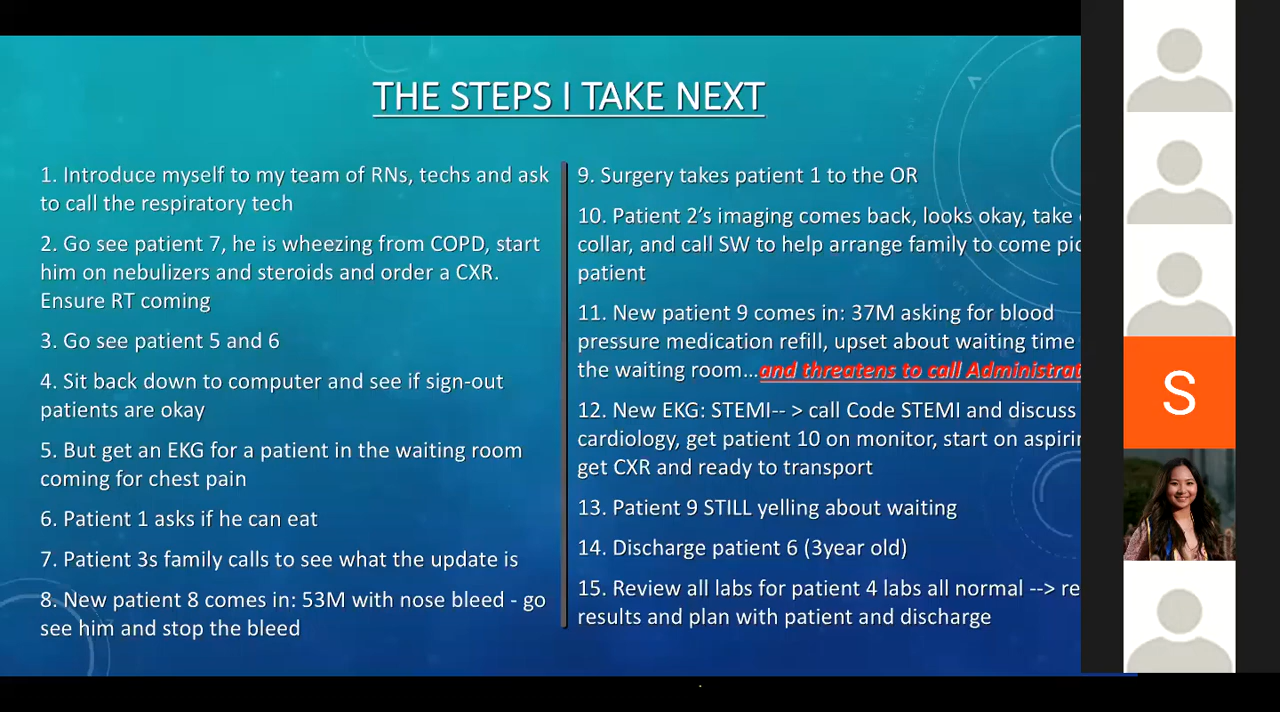 THE STEPS I TAKE NEXT
1. Introduce myself to my team of RNs, techs and ask
to call the respiratory tech
2. Go see patient 7, he is wheezing from COPD, start
him on nebulizers and steroids and order a CXR.
Ensure RT coming
3. Go see patient 5 and 6
4. Sit back down to computer and see if sign-out
patients are okay
5. But get an EKG for a patient in the waiting room
coming for chest pain
6. Patient 1 asks if he can eat
7. Patient 3s family calls to see what the update is
8. New patient 8 comes in: 53M with nose bleed - go
see him and stop the bleed
9. Surgery takes patient 1 to the OR
10. Patient 2’s imaging comes back, looks okay, take
collar, and call SW to help arrange family to come
patient
11. New patient 9 comes in: 37M asking for blood
pressure medication refill, upset about waiting time
the waiting room…and threatens to call
12. New EKG: STEMI-- > call Code STEMI and discuss
cardiology, get patient 10 on monitor, start on
get CXR and ready to transport
13. Patient 9 STILL yelling about waiting
14. Discharge patient 6 (3year old)
15. Review all labs for patient 4 labs all normal -->
results and plan with patient and discharge
S